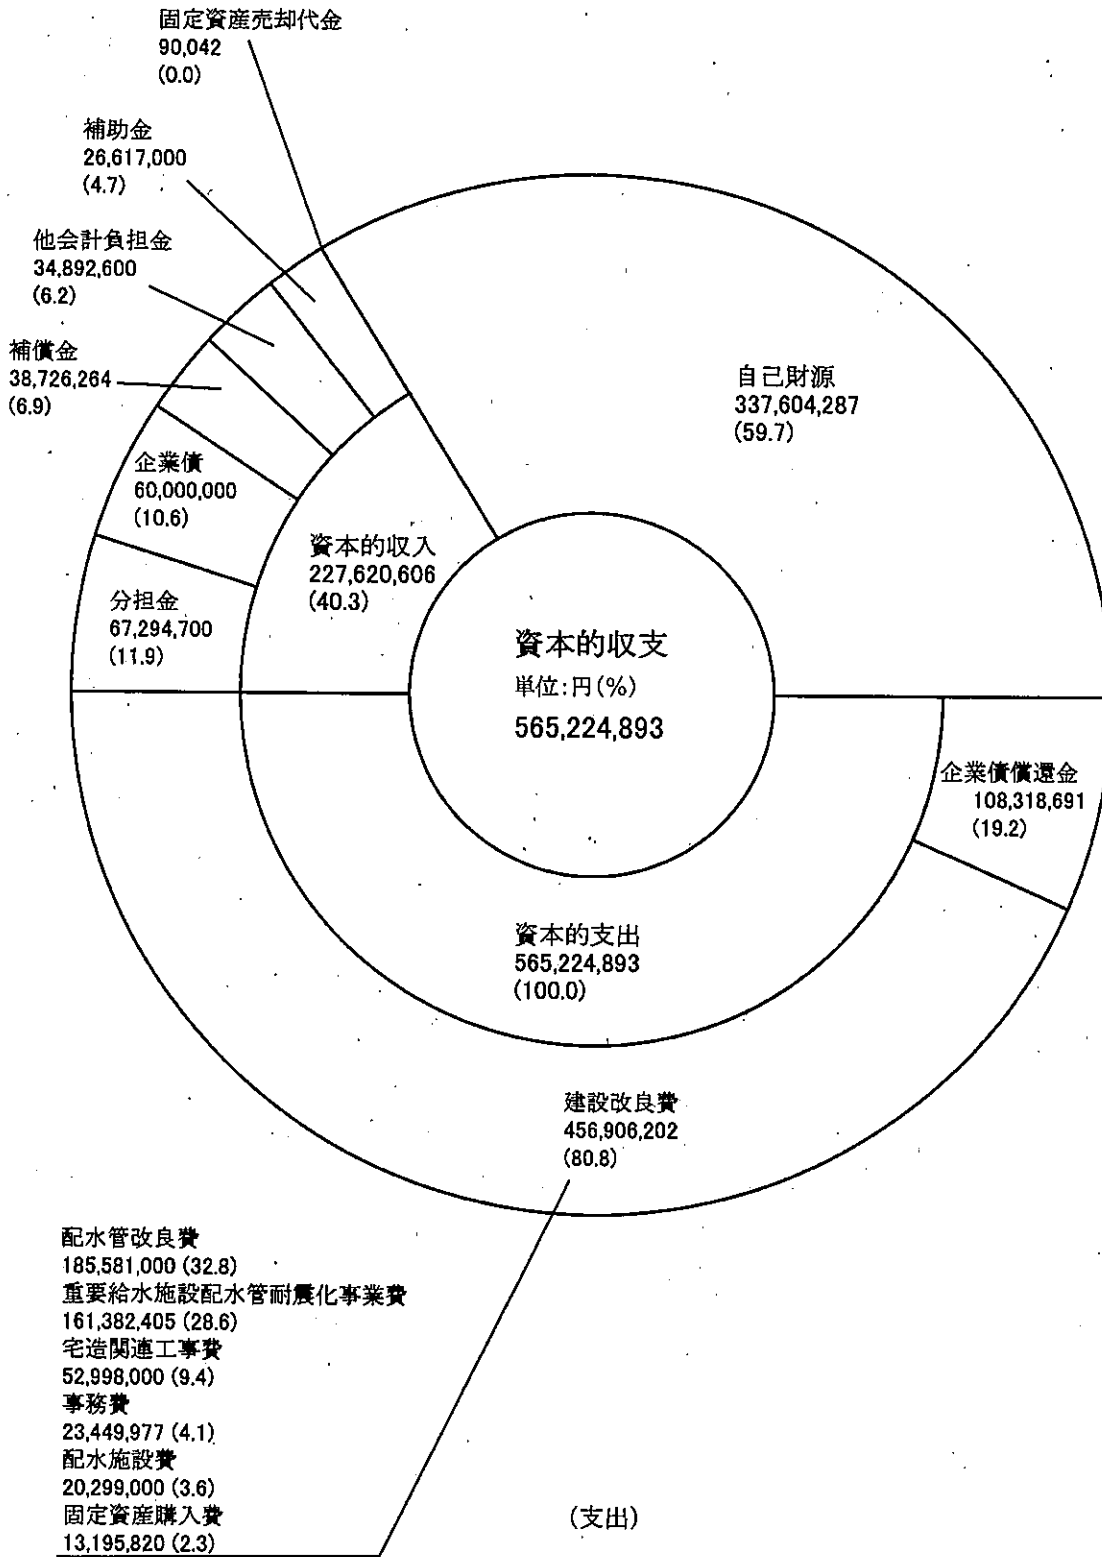 固定資産売却代金
90,042
(0.0)
補助金
26,617,000
(4.7)
他会計負担金
34,892,600
(6.2)
補償金
38,726,264
(6.9)
企業債
60,000,000
(10.6)
分担金
67,294,700
(11.9)
資本的収入
227,620,606
(40.3)
自己財源
337,604,287
(59.7)
資本的収支
単位:円(%)
565,224,893
企業債償還金
108,318,691
(19.2)
資本的支出
565,224,893
(100.0)
建設改良費
456,906,202
(80.8)
配水管改良費
185,581,000 (32.8)
重要給水施設配水管耐震化事業費
161,382,405 (28.6)
宅造関連工事費
52,998,000 (9.4)
事務費
23,449,977 (4.1)
配水施設費
20,299,000 (3.6)
固定資産購入費
13,195,820 (2.3)
(支出)